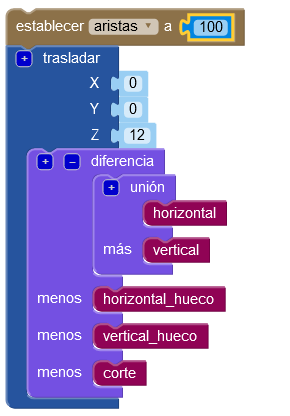 establecer aristas a 100
+ trasladar
X 0
Y 0
Z 12
+ - diferencia
+ unión
horizontal
más vertical
menos horizontal_hueco
menos vertical_hueco
menos corte